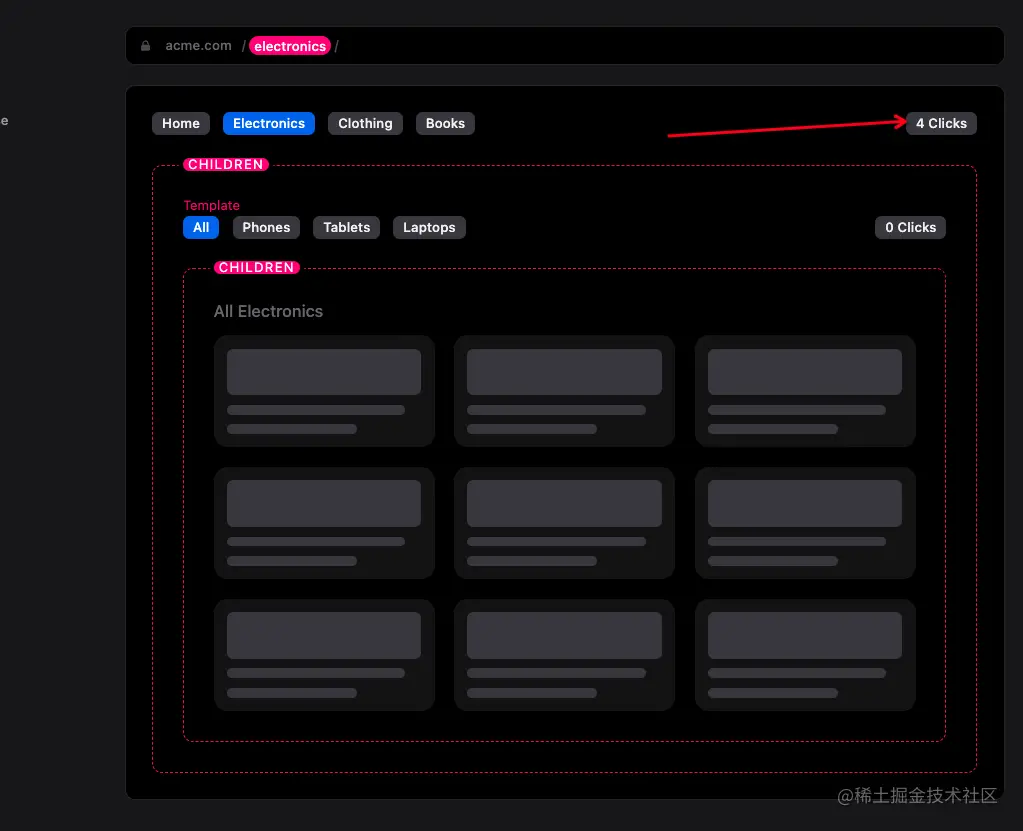 acme.com / electronics /
e
Home Electronics Clothing Books 4 Clicks
CHILDREN
Template
All Phones Tablets Laptops 0 Clicks
CHILDREN
All Electronics
@稀土掘金技术社区